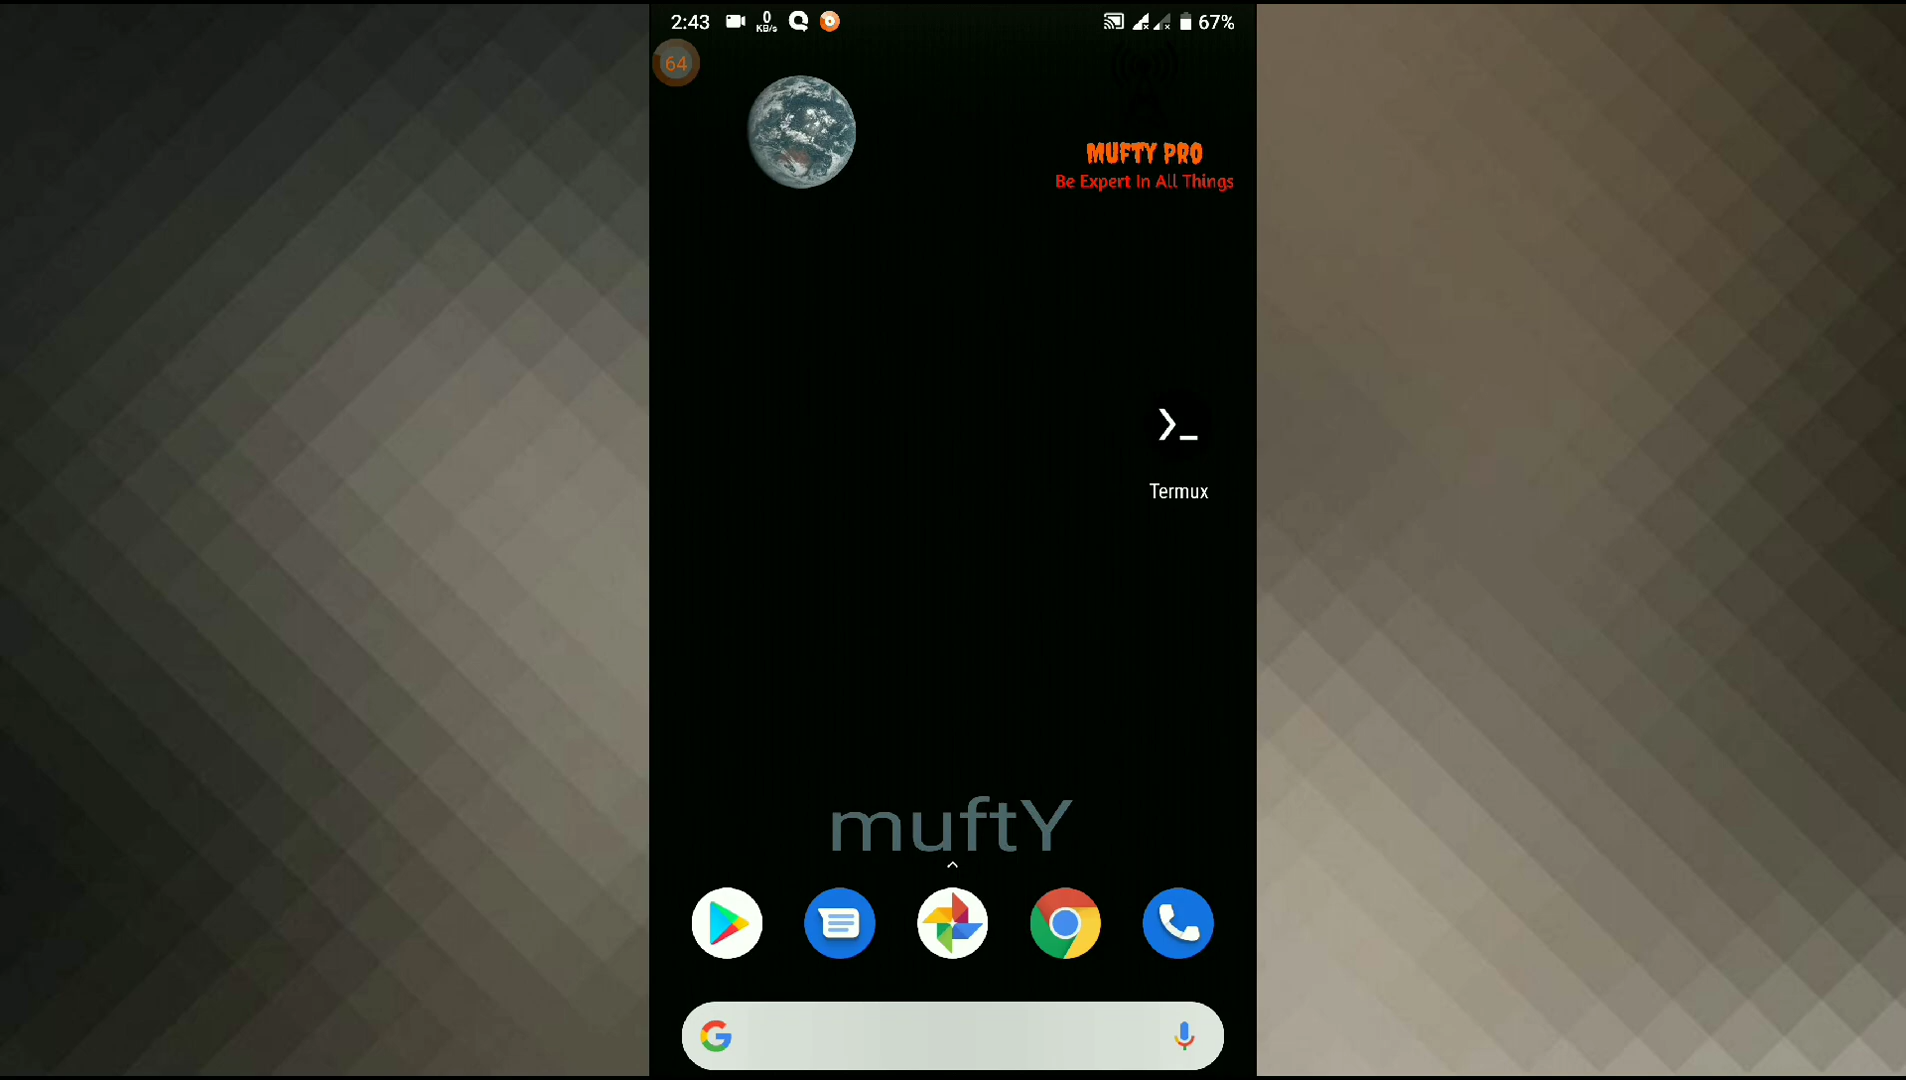 2:43 0 KB/s 67%
64
MUFTY PRO
Be Expert In All Things
Termux
muftY